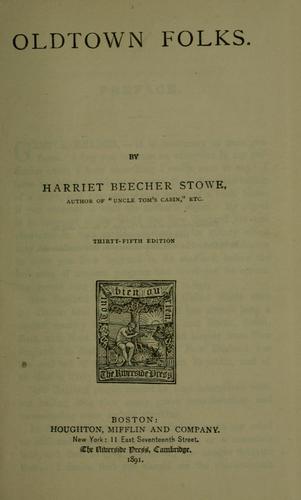 OLDTOWN FOLKS.
BY
HARRIET BEECHER STOWE,
AUTHOR OF "UNCLE TOM'S CABIN," ETC.
THIRTY-FIFTH EDITION
Tout bien ou rien
The Riverside Press
BOSTON:
HOUGHTON, MIFFLIN AND COMPANY.
New York: 11 East Seventeenth Street.
The Riverside Press, Cambridge.
1891.